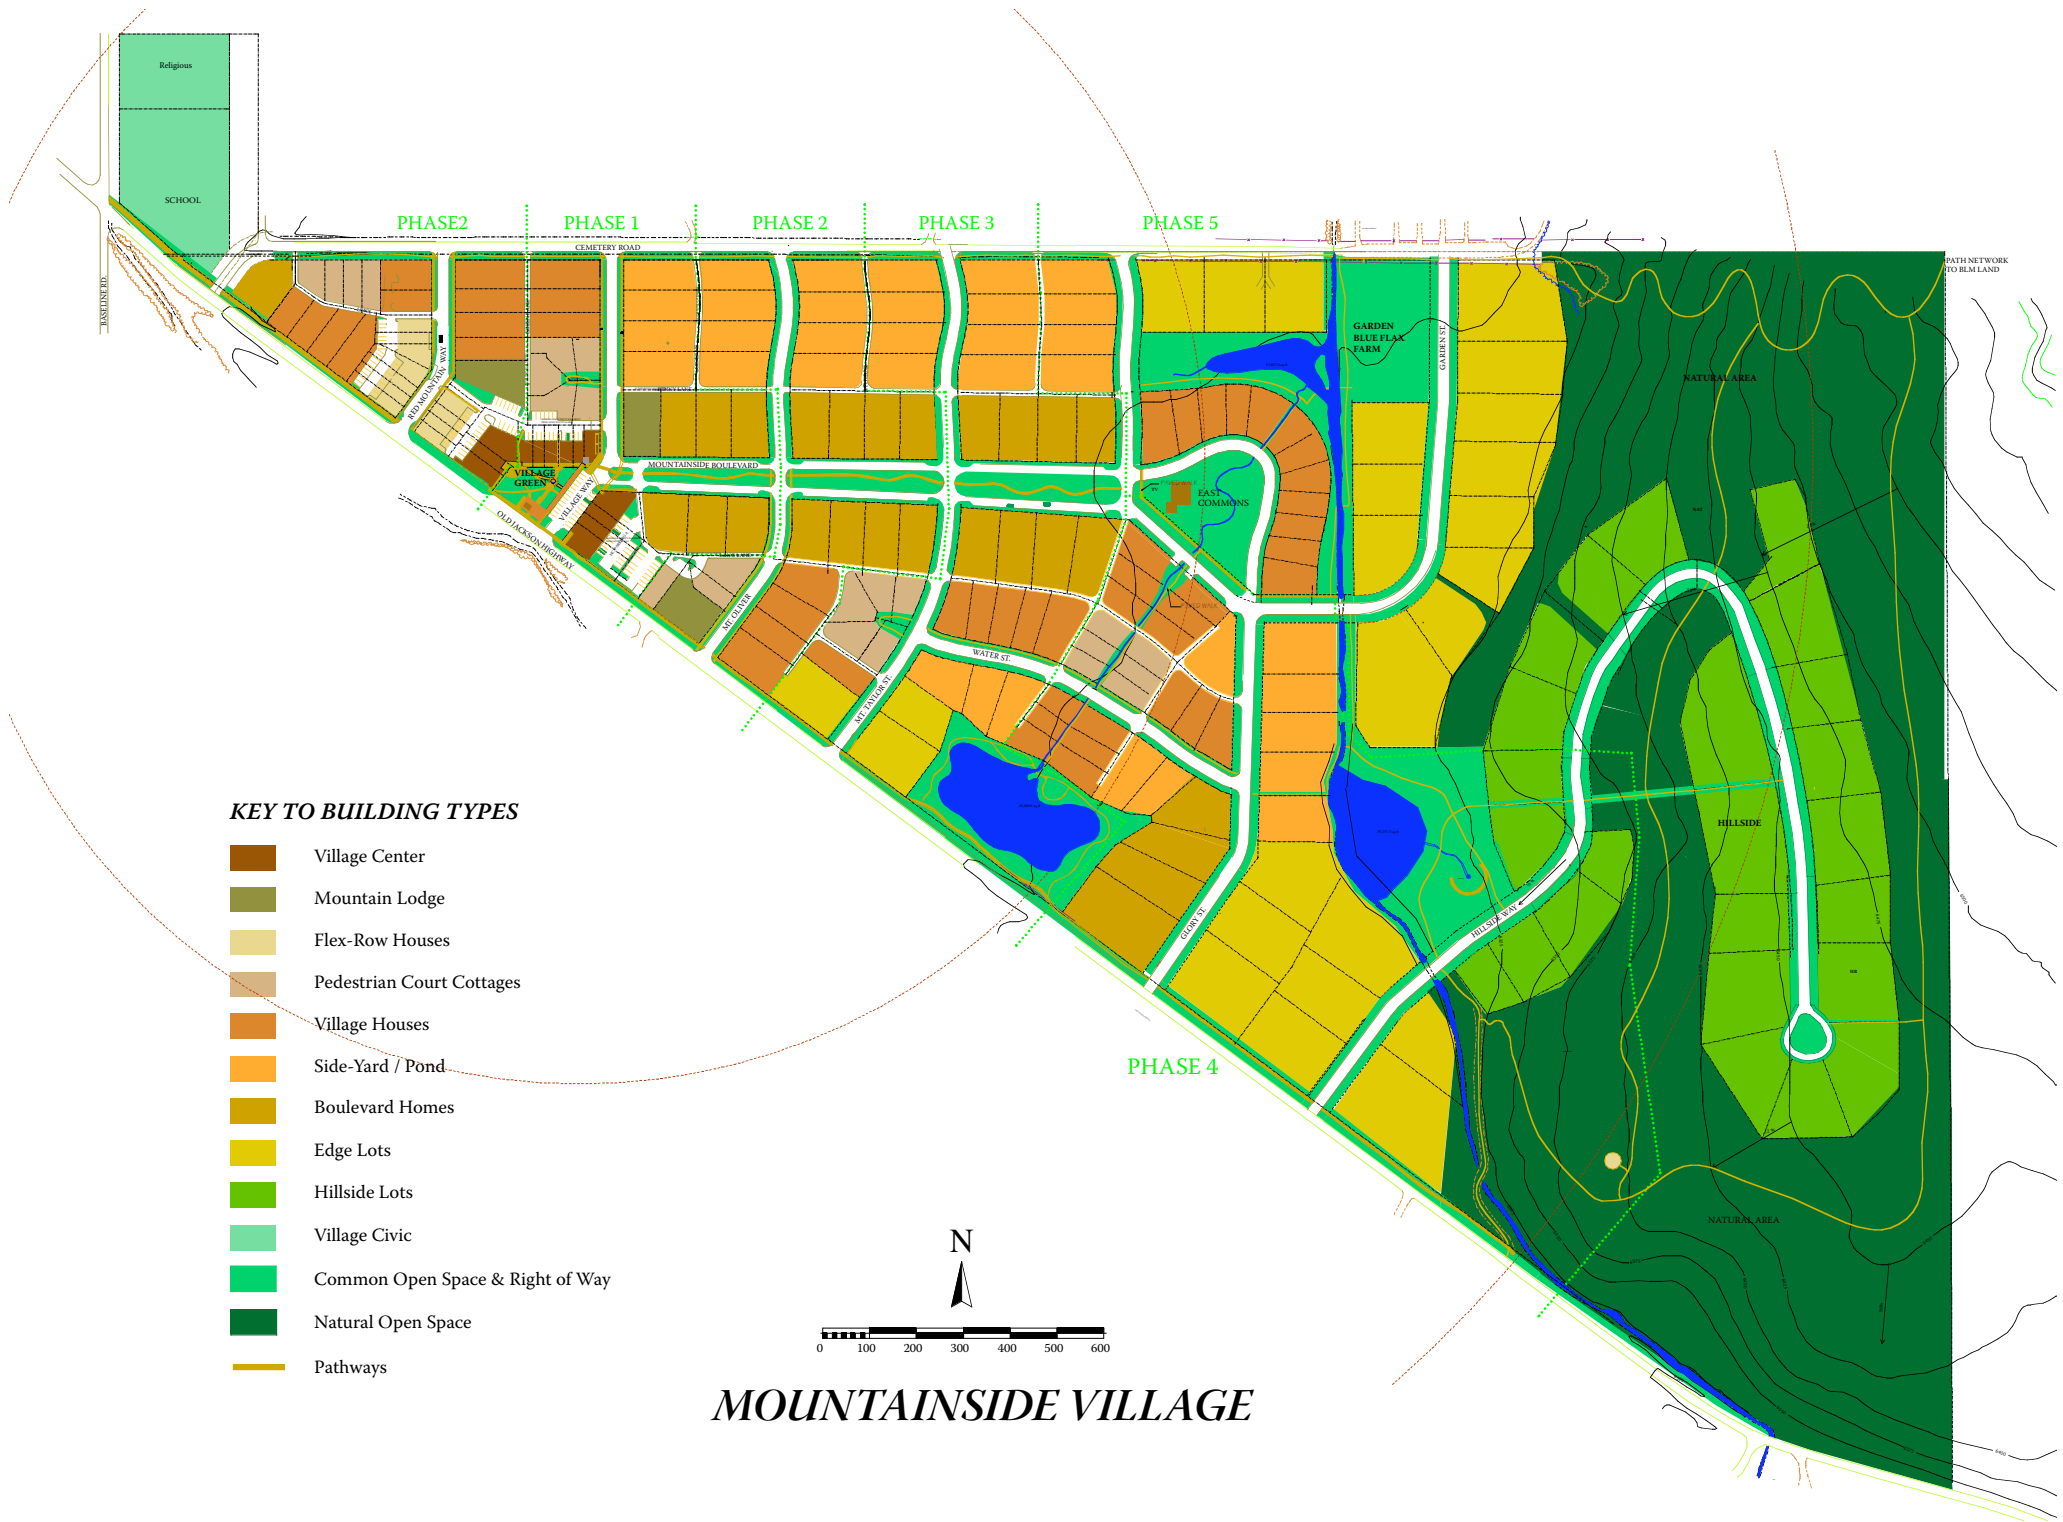 Religious
SCHOOL
PHASE2
PHASE 1
PHASE 2
PHASE 3
PHASE 5
CEMETERY ROAD
BASELINE RD.
PATH NETWORK
TO BLM LAND
GARDEN
BLUE FLAX
FARM
GARDEN ST.
NATURAL AREA
RED MOUNTAIN WAY
VILLAGE
GREEN
VILLAGE WAY
MOUNTAINSIDE BOULEVARD
OLD JACKSON HIGHWAY
EAST
COMMONS
MT. OLIVER
WATER ST.
MT. TAYLOR ST.
HILLSIDE
GLORY ST.
HILLSIDE WAY
PHASE 4
NATURAL AREA
KEY TO BUILDING TYPES
Village Center
Mountain Lodge
Flex-Row Houses
Pedestrian Court Cottages
Village Houses
Side-Yard / Pond
Boulevard Homes
Edge Lots
Hillside Lots
Village Civic
Common Open Space & Right of Way
Natural Open Space
Pathways
N
0 100 200 300 400 500 600
MOUNTAINSIDE VILLAGE